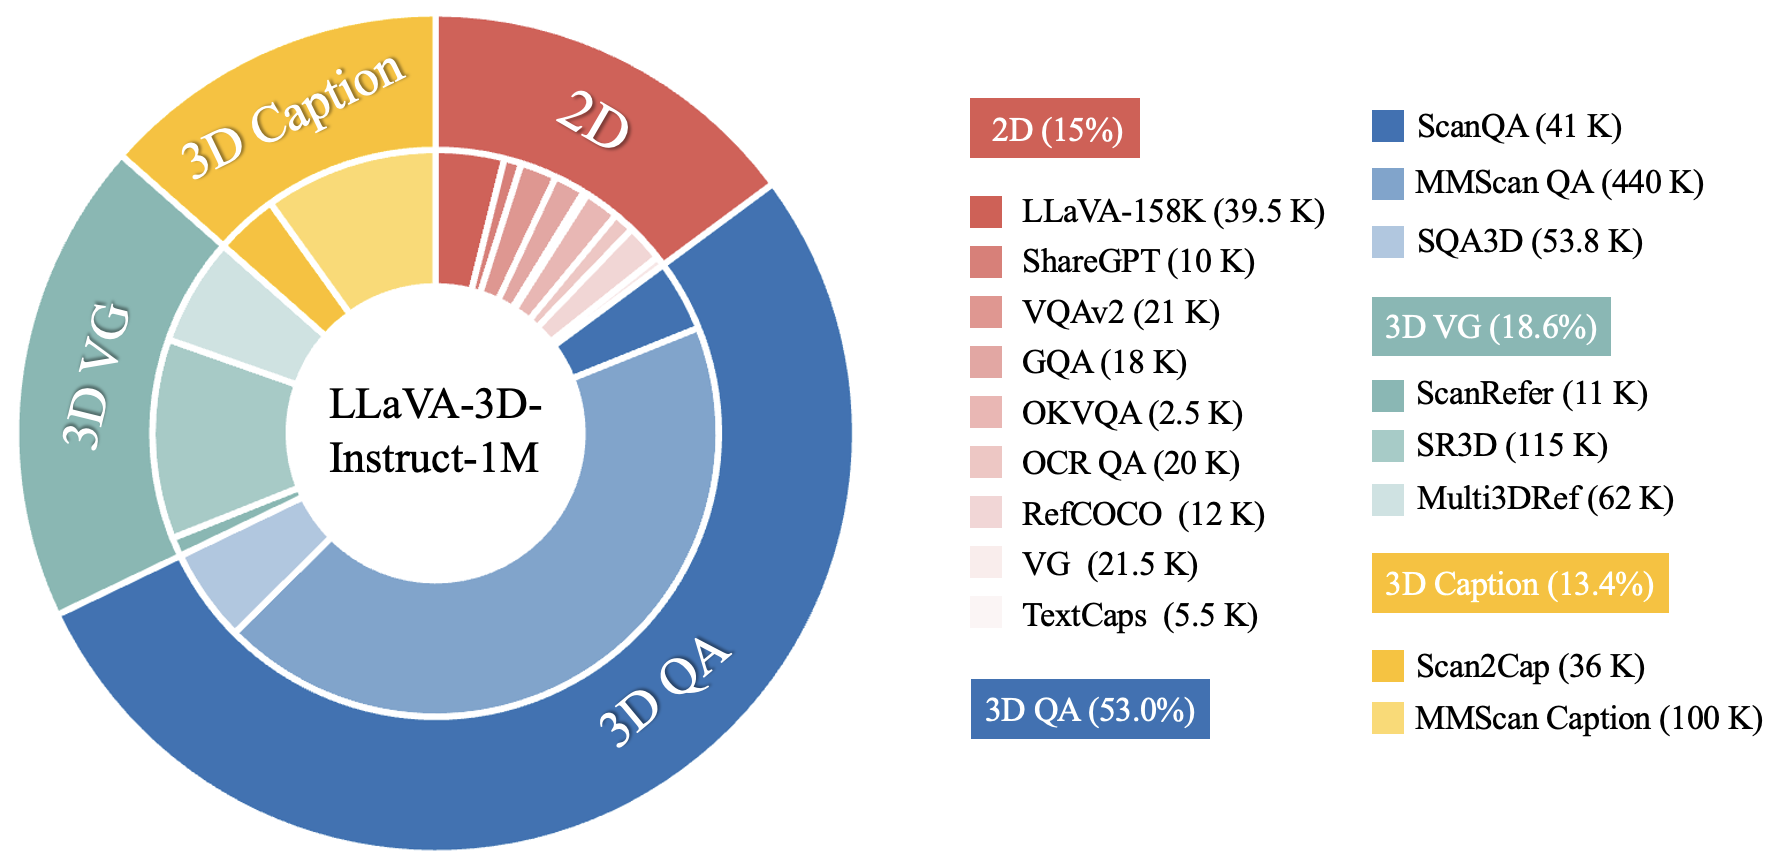 3D Caption
2D
3D VG
3D QA
LLaVA-3D-
Instruct-1M
2D (15%)
LLaVA-158K (39.5 K)
ShareGPT (10 K)
VQAv2 (21 K)
GQA (18 K)
OKVQA (2.5 K)
OCR QA (20 K)
RefCOCO (12 K)
VG (21.5 K)
TextCaps (5.5 K)
3D QA (53.0%)
ScanQA (41 K)
MMScan QA (440 K)
SQA3D (53.8 K)
3D VG (18.6%)
ScanRefer (11 K)
SR3D (115 K)
Multi3DRef (62 K)
3D Caption (13.4%)
Scan2Cap (36 K)
MMScan Caption (100 K)